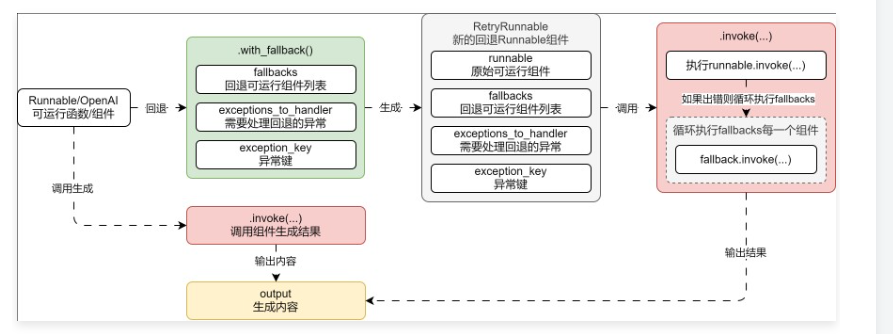 Runnable/OpenAI
可运行函数/组件
回退
.with_fallback()
fallbacks
回退可运行组件列表
exceptions_to_handler
需要处理回退的异常
exception_key
异常键
生成
RetryRunnable
新的回退Runnable组件
runnable
原始可运行组件
fallbacks
回退可运行组件列表
exceptions_to_handler
需要处理回退的异常
exception_key
异常键
调用
.invoke(...)
执行runnable.invoke(...)
如果出错则循环执行fallbacks
循环执行fallbacks每一个组件
fallback.invoke(...)
调用生成
.invoke(...)
调用组件生成结果
输出内容
输出结果
output
生成内容